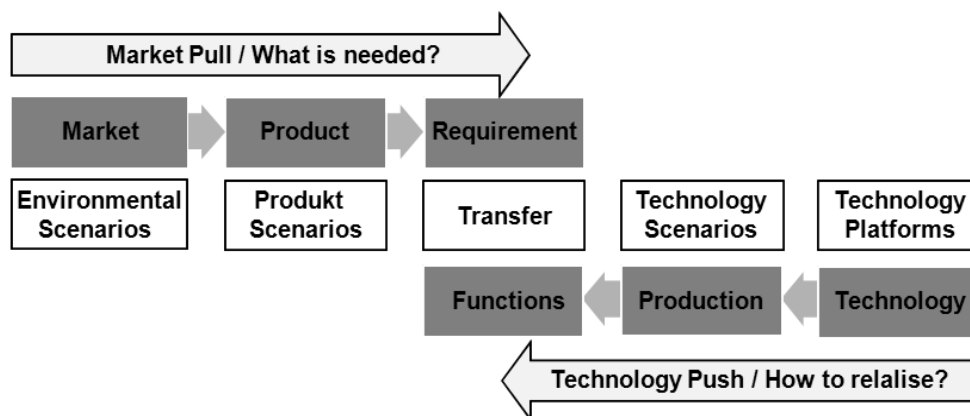 Market Pull / What is needed?
Market Product Requirement
Environmental Produkt Transfer Technology Technology
Scenarios Scenarios Scenarios Platforms
Functions Production Technology
Technology Push / How to relalise?